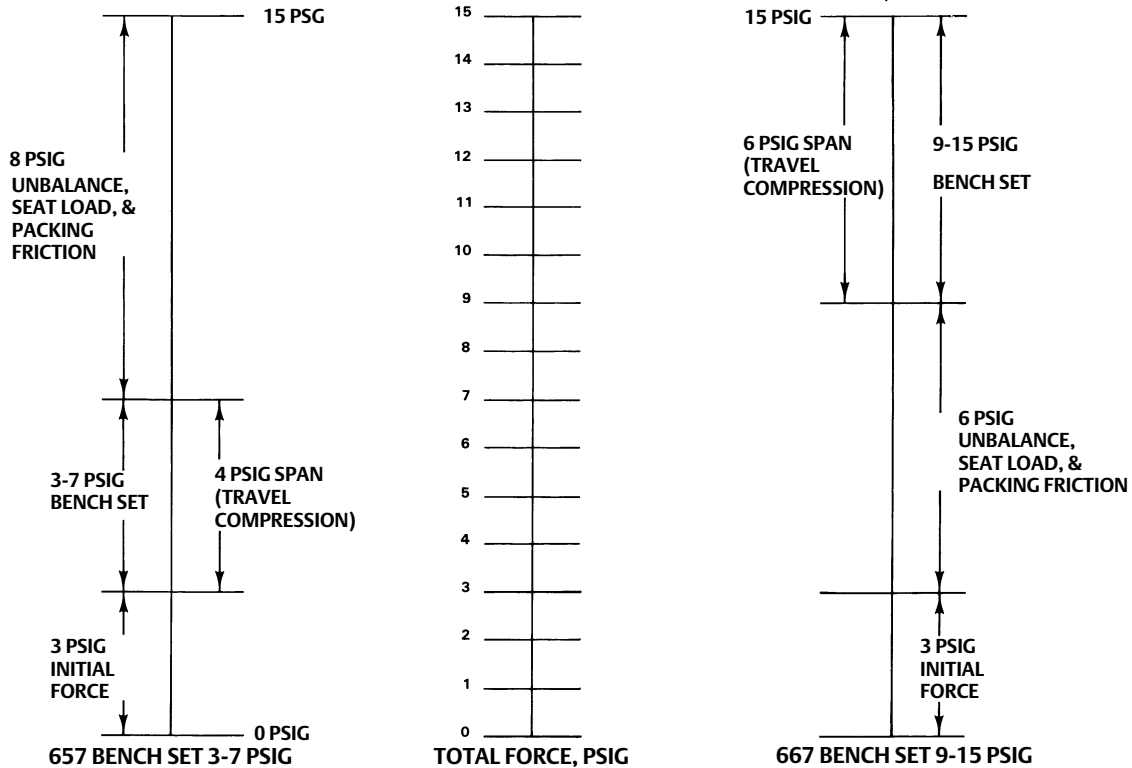 15 PSG
8 PSIG
UNBALANCE,
SEAT LOAD, &
PACKING
FRICTION
3-7 PSIG
BENCH SET
4 PSIG SPAN
(TRAVEL
COMPRESSION)
3 PSIG
INITIAL
FORCE
0 PSIG
657 BENCH SET 3-7 PSIG
15
14
13
12
11
10
9
8
7
6
5
4
3
2
1
0
TOTAL FORCE, PSIG
15 PSIG
6 PSIG SPAN
(TRAVEL
COMPRESSION)
9-15 PSIG
BENCH SET
6 PSIG
UNBALANCE,
SEAT LOAD, &
PACKING FRICTION
3 PSIG
INITIAL
FORCE
667 BENCH SET 9-15 PSIG